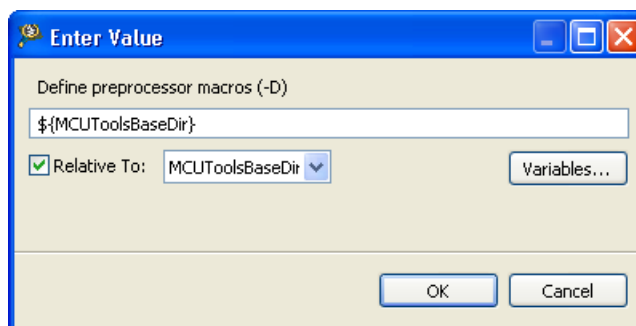 Enter Value
Define preprocessor macros (-D)
${MCUToolsBaseDir}
Relative To: MCUToolsBaseDir Variables...
OK Cancel